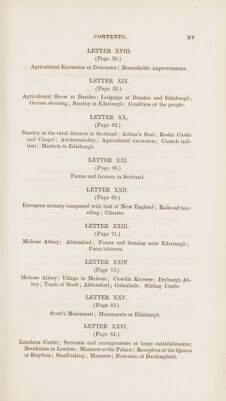 CONTENTS. XV
LETTER XVIII.
(Page 52.)
Agricultural Excursion at Doncaster; Remarkable improvements.
LETTER XIX.
(Page 55.)
Agricultural Show at Dundee; Lodgings at Dundee and Edinburgh;
Grouse shooting; Sunday in Edinburgh; Condition of the people.
LETTER XX.
(Page 62.)
Sunday in the rural districts in Scotland; Arthur's Seat; Roslin Castle
and Chapel; Auchterarder; Agricultural excursion; Church mili-
tant; Markets in Edinburgh.
LETTER XXI.
(Page 66.)
Farms and farmers in Scotland.
LETTER XXII.
(Page 69.)
European scenery compared with that of New England; Railroad trav-
elling; Climate.
LETTER XXIII.
(Page 71.)
Melrose Abbey; Abbotsford; Farms and farming near Edinburgh;
Farm laborers.
LETTER XXIV.
(Page 73.)
Melrose Abbey; Village to Melrose; Cowdin Knowse; Dryburgh Ab-
bey; Tomb of Scott; Abbotsford; Galashiels; Stirling Castle.
LETTER XXV.
(Page 83.)
Scott's Monument; Monuments at Edinburgh.
LETTER XXVI.
(Page 84.)
Lambton Castle; Servants and arrangements at large establishments;
Breakfasts in London; Manners at the Palace; Reception of the Queen
at Brighton; Snuff-taking; Manners; Foot-race at Duckingfield.